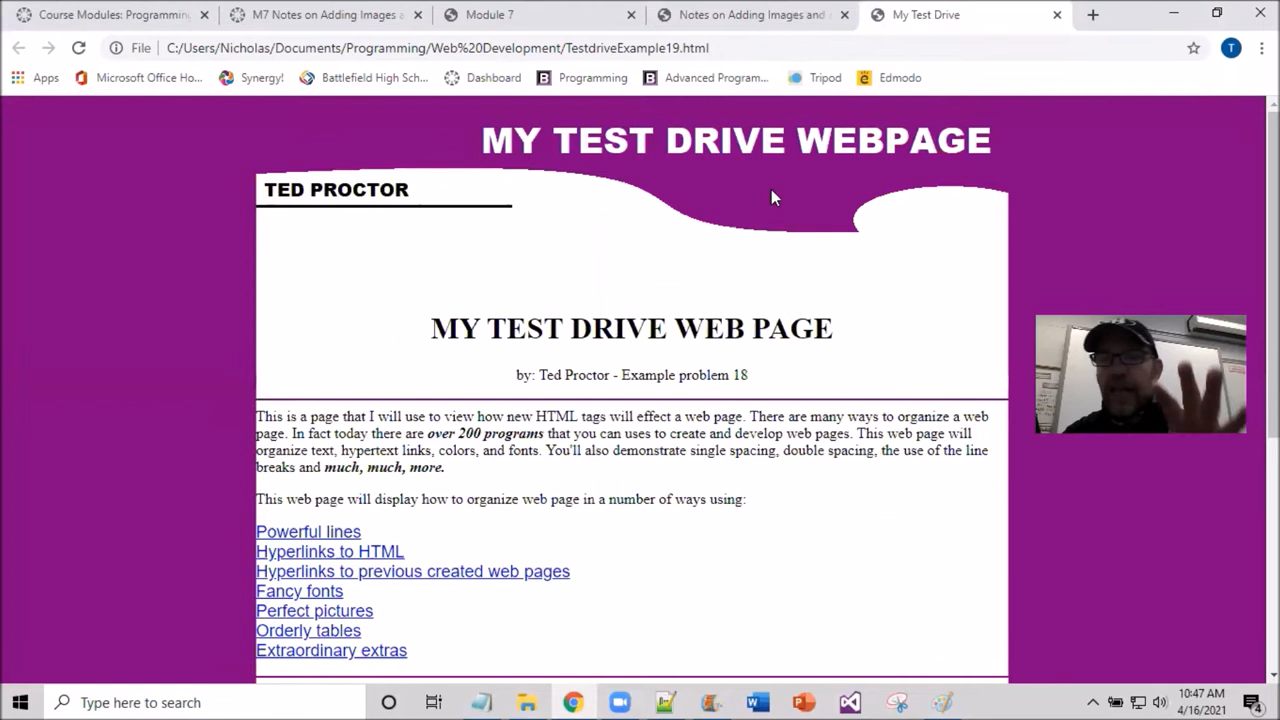 Course Modules: Programming
M7 Notes on Adding Images a
Module 7
Notes on Adding Images and
My Test Drive
File
C:/Users/Nicholas/Documents/Programming/Web%20Development/TestdriveExample19.html
T
Apps
Microsoft Office Ho...
Synergy!
Battlefield High Sch...
Dashboard
Programming
Advanced Program...
Tripod
Edmodo
MY TEST DRIVE WEBPAGE
TED PROCTOR
MY TEST DRIVE WEB PAGE
by: Ted Proctor - Example problem 18
This is a page that I will use to view how new HTML tags will effect a web page. There are many ways to organize a web
page. In fact today there are over 200 programs that you can uses to create and develop web pages. This web page will
organize text, hypertext links, colors, and fonts. You'll also demonstrate single spacing, double spacing, the use of the line
breaks and much, much, more.
This web page will display how to organize web page in a number of ways using:
Powerful lines
Hyperlinks to HTML
Hyperlinks to previous created web pages
Fancy fonts
Perfect pictures
Orderly tables
Extraordinary extras
Type here to search
10:47 AM
4/16/2021
4